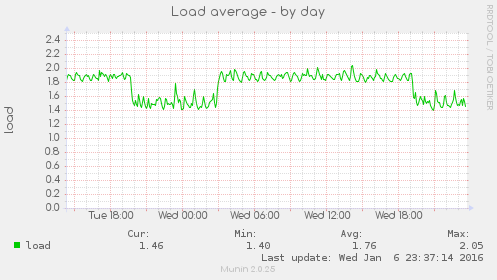 Load average - by day
RRDTOOL / TOBI OETIKER
load
2.4
2.2
2.0
1.8
1.6
1.4
1.2
1.0
0.8
0.6
0.4
0.2
0.0
Tue 18:00 Wed 00:00 Wed 06:00 Wed 12:00 Wed 18:00
Cur: Min: Avg: Max:
load 1.46 1.40 1.76 2.05
Last update: Wed Jan 6 23:37:14 2016
Munin 2.0.25